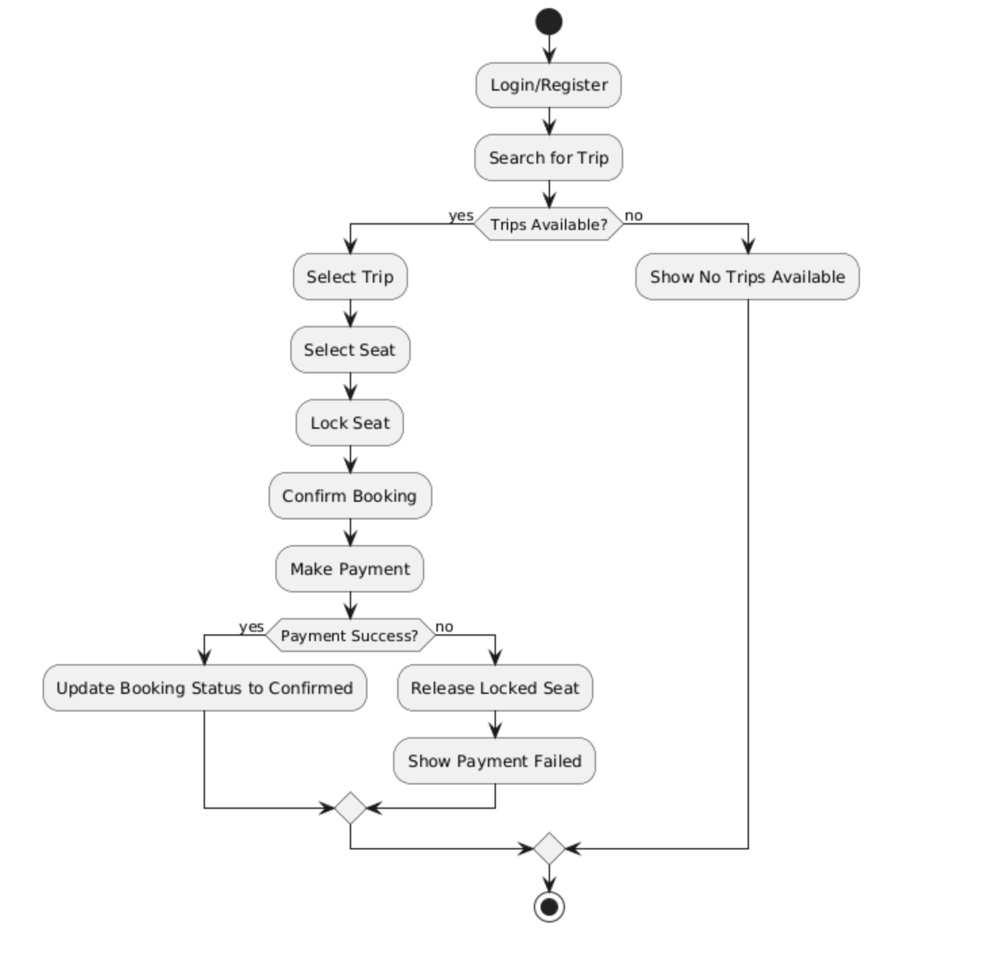 Login/Register
Search for Trip
yes
Trips Available?
no
Select Trip
Show No Trips Available
Select Seat
Lock Seat
Confirm Booking
Make Payment
yes
Payment Success?
no
Update Booking Status to Confirmed
Release Locked Seat
Show Payment Failed